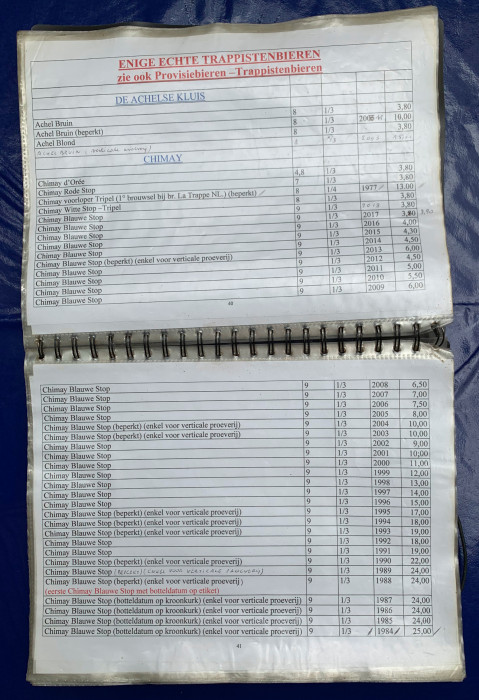 ENIGE ECHTE TRAPPISTENBIEREN
zie ook Provisiebieren –Trappistenbieren
DE ACHELSE KLUIS
Achel Bruin 8 1/3 3,80
Achel Bruin (beperkt) 8 1/3 10,00
Achel Blond 8 1/3 3,80
CHIMAY
Chimay d'Orée 4,8 1/3 3,80
Chimay Rode Stop 7 1/3 3,80
Chimay voorloper Tripel (1° brouwsel bij br. La Trappe NL.) (beperkt) 8 1/4 1977 13,00
Chimay Witte Stop –Tripel 8 1/3 3,80
Chimay Blauwe Stop 9 1/3 3,80
Chimay Blauwe Stop 9 1/3 2017 3,80 3,90
Chimay Blauwe Stop 9 1/3 2016 4,00
Chimay Blauwe Stop 9 1/3 2015 4,30
Chimay Blauwe Stop 9 1/3 2014 4,50
Chimay Blauwe Stop (beperkt) (enkel voor verticale proeverij) 9 1/3 2013 6,00
Chimay Blauwe Stop 9 1/3 2012 4,50
Chimay Blauwe Stop 9 1/3 2011 5,00
Chimay Blauwe Stop 9 1/3 2010 5,50
Chimay Blauwe Stop 9 1/3 2009 6,00
40
Chimay Blauwe Stop 9 1/3 2008 6,50
Chimay Blauwe Stop 9 1/3 2007 7,00
Chimay Blauwe Stop 9 1/3 2006 7,50
Chimay Blauwe Stop 9 1/3 2005 8,00
Chimay Blauwe Stop (beperkt) (enkel voor verticale proeverij) 9 1/3 2004 10,00
Chimay Blauwe Stop (beperkt) (enkel voor verticale proeverij) 9 1/3 2003 10,00
Chimay Blauwe Stop 9 1/3 2002 9,00
Chimay Blauwe Stop 9 1/3 2001 10,00
Chimay Blauwe Stop 9 1/3 2000 11,00
Chimay Blauwe Stop 9 1/3 1999 12,00
Chimay Blauwe Stop 9 1/3 1998 13,00
Chimay Blauwe Stop 9 1/3 1997 14,00
Chimay Blauwe Stop 9 1/3 1996 15,00
Chimay Blauwe Stop (beperkt) (enkel voor verticale proeverij) 9 1/3 1995 17,00
Chimay Blauwe Stop (beperkt) (enkel voor verticale proeverij) 9 1/3 1994 18,00
Chimay Blauwe Stop (beperkt) (enkel voor verticale proeverij) 9 1/3 1993 19,00
Chimay Blauwe Stop 9 1/3 1992 18,00
Chimay Blauwe Stop 9 1/3 1991 19,00
Chimay Blauwe Stop (beperkt) (enkel voor verticale proeverij) 9 1/3 1990 22,00
Chimay Blauwe Stop (BEPERKT) (ENKEL VOOR VERTICALE PROEVERIJ) 9 1/3 1989 24,00
Chimay Blauwe Stop (beperkt) (enkel voor verticale proeverij) 9 1/3 1988 24,00
(eerste Chimay Blauwe Stop met botteldatum op etiket)
Chimay Blauwe Stop (botteldatum op kroonkurk) (enkel voor verticale proeverij) 9 1/3 1987 24,00
Chimay Blauwe Stop (botteldatum op kroonkurk) (enkel voor verticale proeverij) 9 1/3 1986 24,00
Chimay Blauwe Stop (botteldatum op kroonkurk) (enkel voor verticale proeverij) 9 1/3 1985 24,00
Chimay Blauwe Stop (botteldatum op kroonkurk) (enkel voor verticale proeverij) 9 1/3 1984 25,00
41